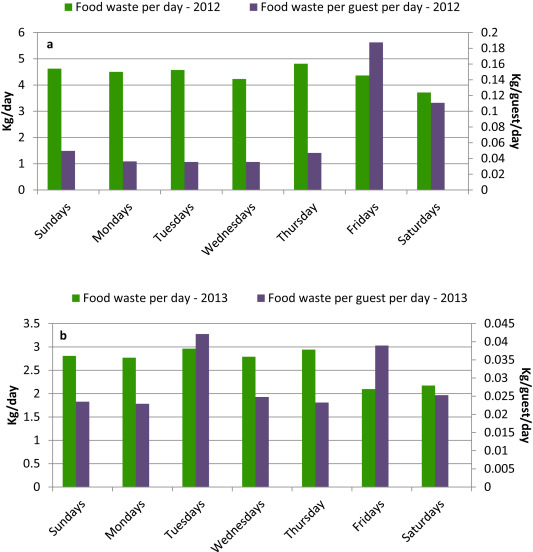 Food waste per day - 2012 Food waste per guest per day - 2012
a
Kg/day
6
5
4
3
2
1
0
0.2
0.18
0.16
0.14
0.12
0.1
0.08
0.06
0.04
0.02
0
Kg/guest/day
Sundays
Mondays
Tuesdays
Wednesdays
Thursday
Fridays
Saturdays
Food waste per day - 2013 Food waste per guest per day - 2013
b
Kg/day
3.5
3
2.5
2
1.5
1
0.5
0
0.045
0.04
0.035
0.03
0.025
0.02
0.015
0.01
0.005
0
Kg/guest/day
Sundays
Mondays
Tuesdays
Wednesdays
Thursday
Fridays
Saturdays